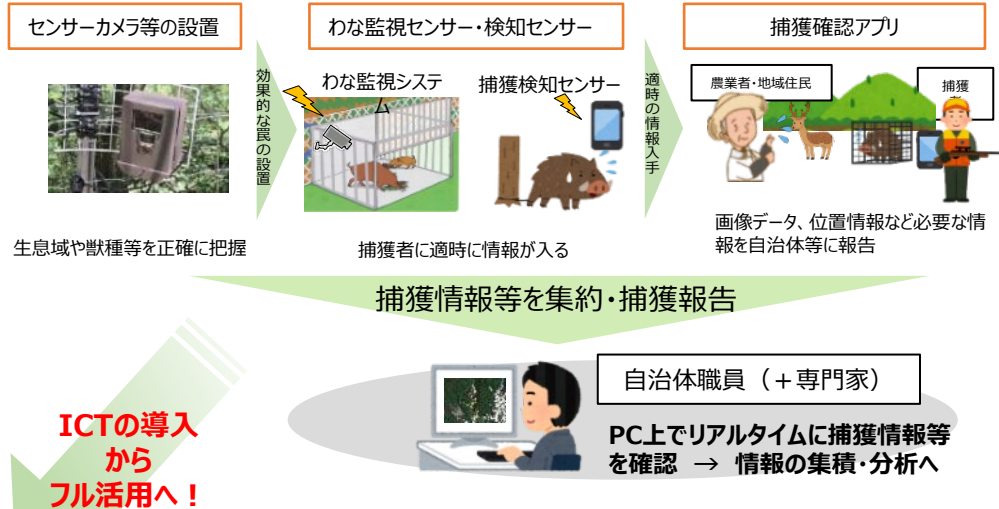 センサーカメラ等の設置
わな監視センサー・検知センサー
捕獲確認アプリ
効果的な罠の設置
わな監視システ
ム
捕獲検知センサー
適時の情報入手
農業者・地域住民
捕獲
生息域や獣種等を正確に把握
捕獲者に適時に情報が入る
画像データ、位置情報など必要な情
報を自治体等に報告
捕獲情報等を集約・捕獲報告
自治体職員（＋専門家）
PC上でリアルタイムに捕獲情報等
を確認 → 情報の集積・分析へ
ICTの導入
から
フル活用へ！